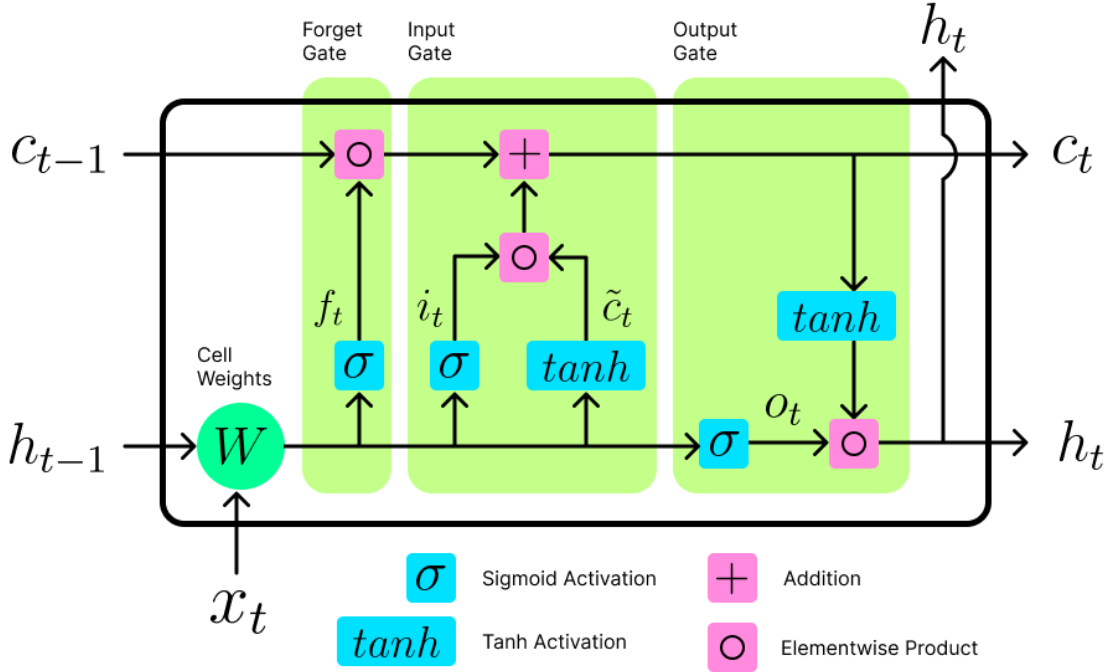 Forget
Gate
Input
Gate
Output
Gate
h_t
c_{t-1}
+
c_t
f_t
i_t
c̃_t
tanh
Cell
Weights
σ
σ
tanh
o_t
h_{t-1}
W
σ
h_t
x_t
σ Sigmoid Activation
+ Addition
tanh Tanh Activation
Elementwise Product